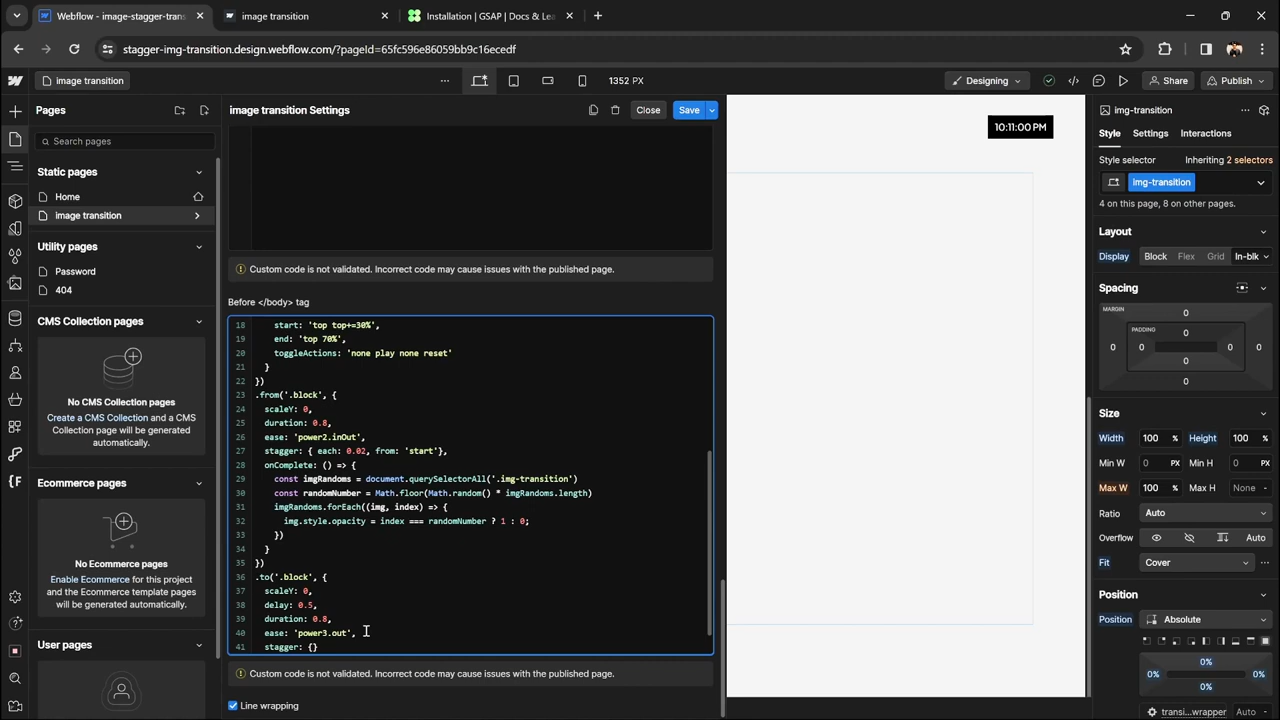 Webflow - image-stagger-trans
image transition
Installation | GSAP | Docs & Lea
stagger-img-transition.design.webflow.com/?pageId=65fc596e86059bb9c16ecedf
image transition
1352 PX
Designing
Share
Publish
Pages
image transition Settings
Close
Save
img-transition
10:11:00 PM
Search pages
Style
Settings
Interactions
Static pages
Style selector
Inheriting 2 selectors
Home
img-transition
image transition
4 on this page, 8 on other pages.
Utility pages
Layout
Password
Display
Block
Flex
Grid
In-blk
404
Custom code is not validated. Incorrect code may cause issues with the published page.
Spacing
Before </body> tag
MARGIN
0
CMS Collection pages
18 start: 'top top+=30%',
PADDING
0
19 end: 'top 70%',
0 0 0 0
20 toggleActions: 'none play none reset'
0
21 }
0
22 })
23 .from('.block', {
No CMS Collection pages
24 scaleY: 0,
Create a CMS Collection and a CMS
Collection page will be generated
automatically.
Size
25 duration: 0.8,
26 ease: 'power2.inOut',
Width 100 % Height 100 %
27 stagger: { each: 0.02, from: 'start'},
28 onComplete: () => {
Min W 0 PX Min H 0 PX
29 const imgRandoms = document.querySelectorAll('.img-transition')
Ecommerce pages
Max W 100 % Max H None -
30 const randomNumber = Math.floor(Math.random() * imgRandoms.length)
31 imgRandoms.forEach((img, index) => {
Ratio
Auto
32 img.style.opacity = index === randomNumber ? 1 : 0;
33 })
Overflow
Auto
34 }
35 })
Fit
Cover
No Ecommerce pages
Enable Ecommerce for this project
and the Ecommerce template pages
will be generated automatically.
36 .to('.block', {
37 scaleY: 0,
Position
38 delay: 0.5,
39 duration: 0.8,
Position
Absolute
40 ease: 'power3.out',
41 stagger: {}
User pages
0%
0% 0%
0%
Custom code is not validated. Incorrect code may cause issues with the published page.
Line wrapping
transi...wrapper
Auto